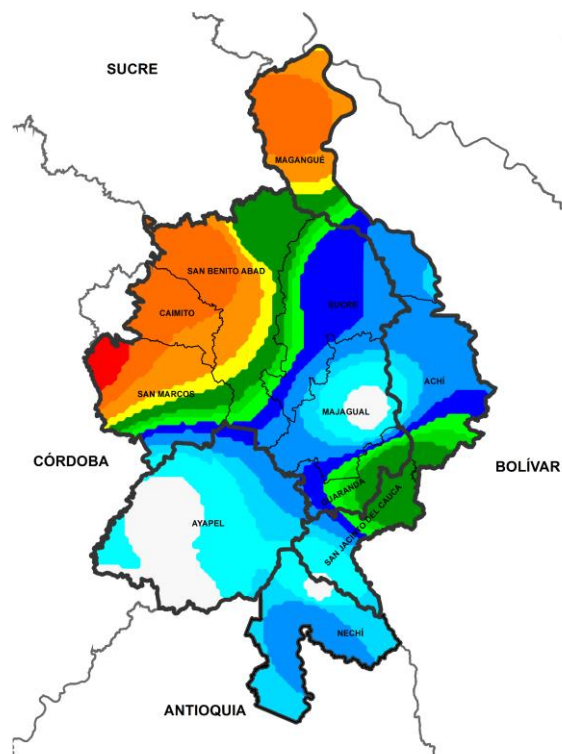 SUCRE
MAGANGUÉ
SAN BENITO ABAD
CAIMITO
SUCRE
SAN MARCOS
ACHÍ
MAJAGUAL
CÓRDOBA
BOLÍVAR
GUARANDA
SAN JACINTO DEL CAUCA
AYAPEL
NECHÍ
ANTIOQUIA